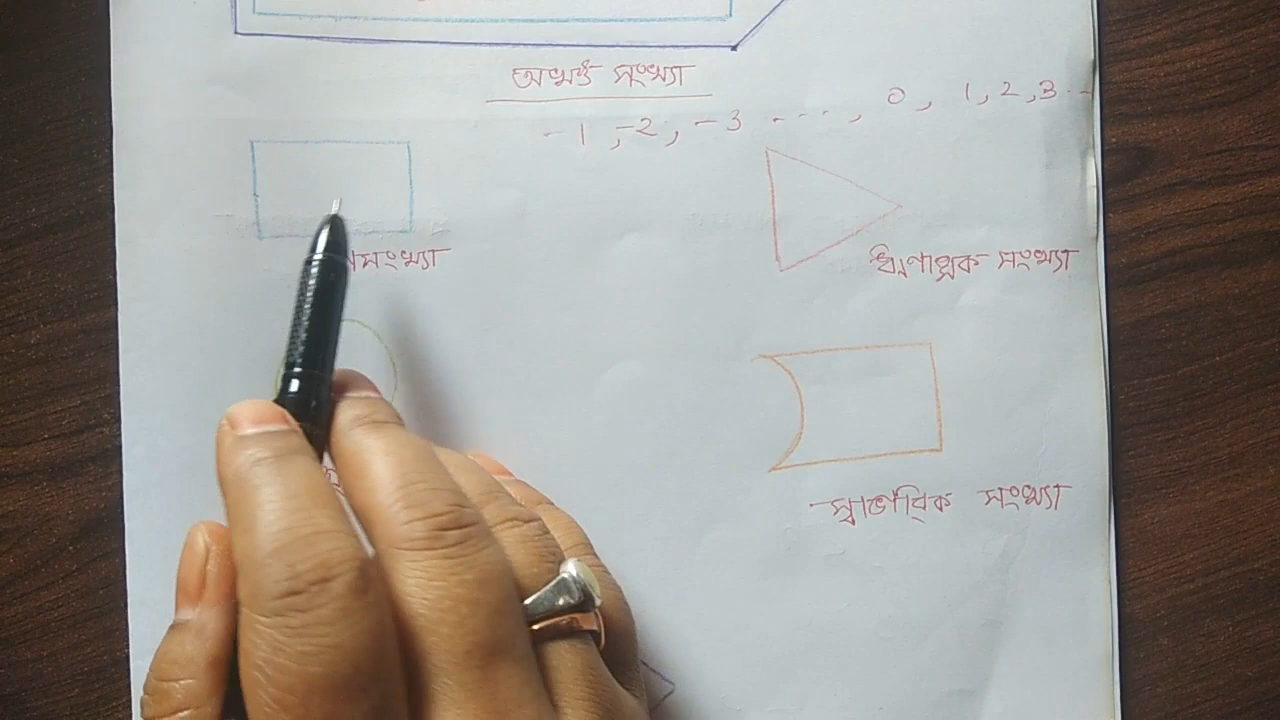 অখণ্ড সংখ্যা
-1, -2, -3 ...., 0, 1, 2, 3 ...
সংখ্যা
ঋণাত্মক সংখ্যা
স্বাভাবিক সংখ্যা